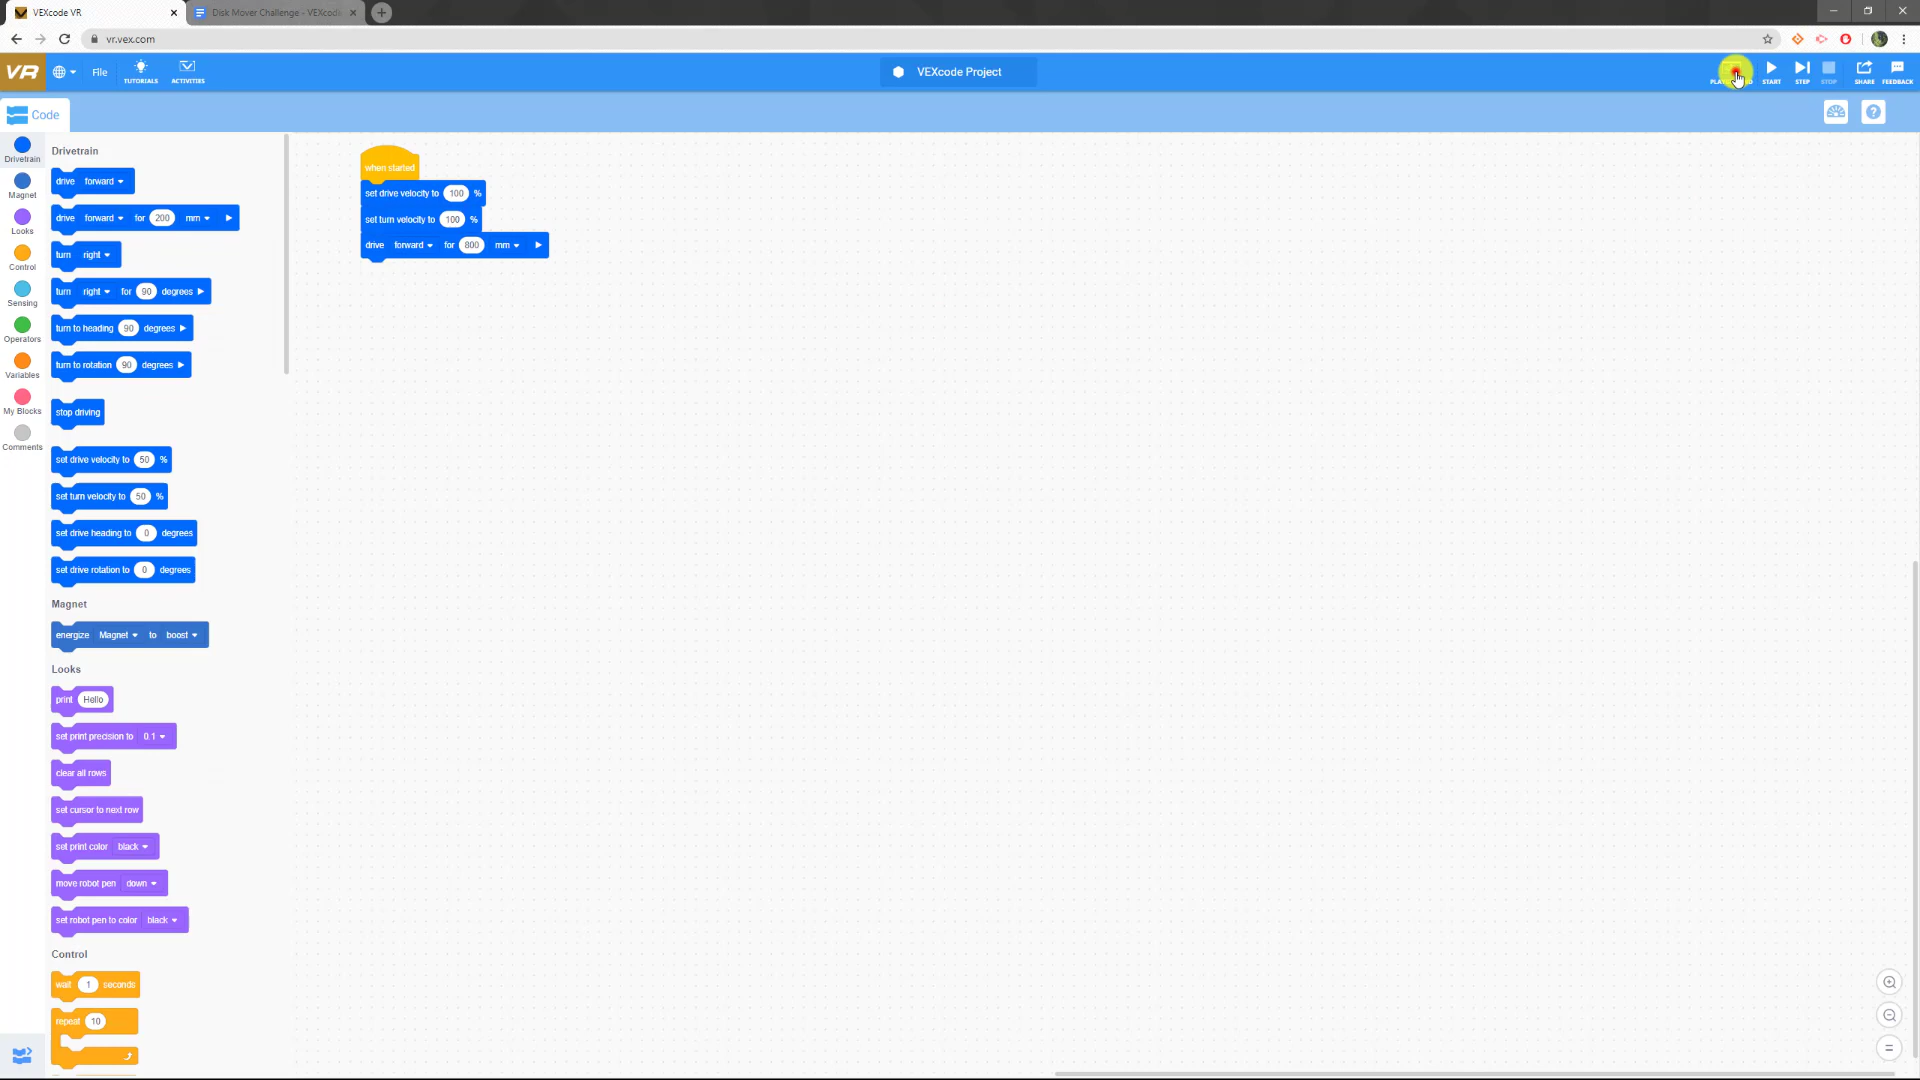 VEXcode VR
Disk Mover Challenge - VEXcod
vr.vex.com
VR
File
TUTORIALS
ACTIVITIES
VEXcode Project
START
STEP
STOP
SHARE
FEEDBACK
Code
Drivetrain
Magnet
Looks
Control
Sensing
Operators
Variables
My Blocks
Comments
Drivetrain
drive forward
drive forward for 200 mm
turn right
turn right for 90 degrees
turn to heading 90 degrees
turn to rotation 90 degrees
stop driving
set drive velocity to 50 %
set turn velocity to 50 %
set drive heading to 0 degrees
set drive rotation to 0 degrees
Magnet
energize Magnet to boost
Looks
print Hello
set print precision to 0.1
clear all rows
set cursor to next row
set print color black
move robot pen down
set robot pen to color black
Control
wait 1 seconds
repeat 10
when started
set drive velocity to 100 %
set turn velocity to 100 %
drive forward for 800 mm